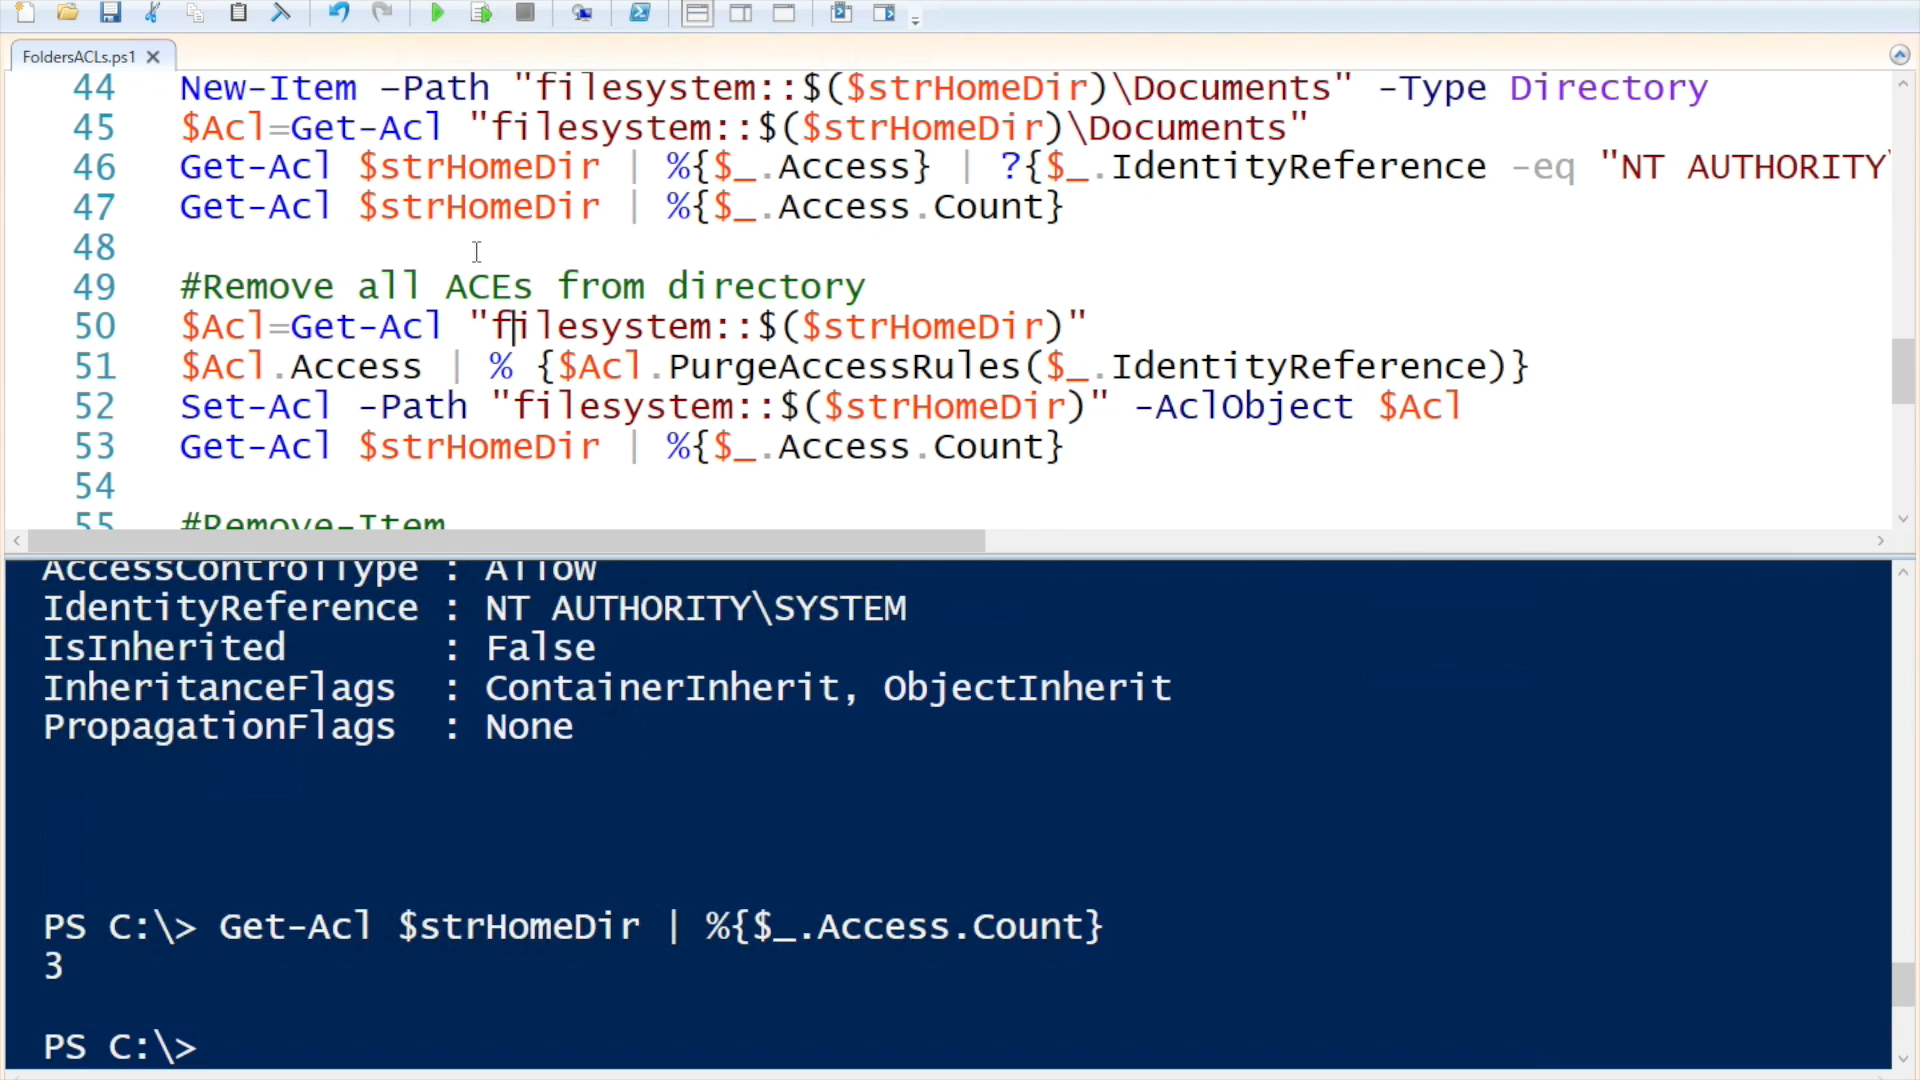 FoldersACLs.ps1
44 New-Item –Path "filesystem::$($strHomeDir)\Documents" -Type Directory
45 $Acl=Get-Acl "filesystem::$($strHomeDir)\Documents"
46 Get-Acl $strHomeDir | %{$_.Access} | ?{$_.IdentityReference -eq "NT AUTHORITY\
47 Get-Acl $strHomeDir | %{$_.Access.Count}
48
49 #Remove all ACEs from directory
50 $Acl=Get-Acl "filesystem::$($strHomeDir)"
51 $Acl.Access | % {$Acl.PurgeAccessRules($_.IdentityReference)}
52 Set-Acl -Path "filesystem::$($strHomeDir)" -AclObject $Acl
53 Get-Acl $strHomeDir | %{$_.Access.Count}
54
55 #Remove-Item
AccessControlType : Allow
IdentityReference : NT AUTHORITY\SYSTEM
IsInherited : False
InheritanceFlags : ContainerInherit, ObjectInherit
PropagationFlags : None
PS C:\> Get-Acl $strHomeDir | %{$_.Access.Count}
3
PS C:\>